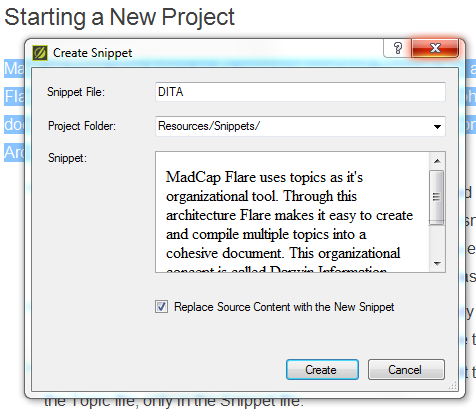 Starting a New Project
Create Snippet
?
Snippet File: DITA
Project Folder: Resources/Snippets/
Snippet:
MadCap Flare uses topics as it's
organizational tool. Through this
architecture Flare makes it easy to create
and compile multiple topics into a
cohesive document. This organizational
concept is called Darwin Information
Replace Source Content with the New Snippet
Create Cancel
the Topic file, only in the Snippet file.